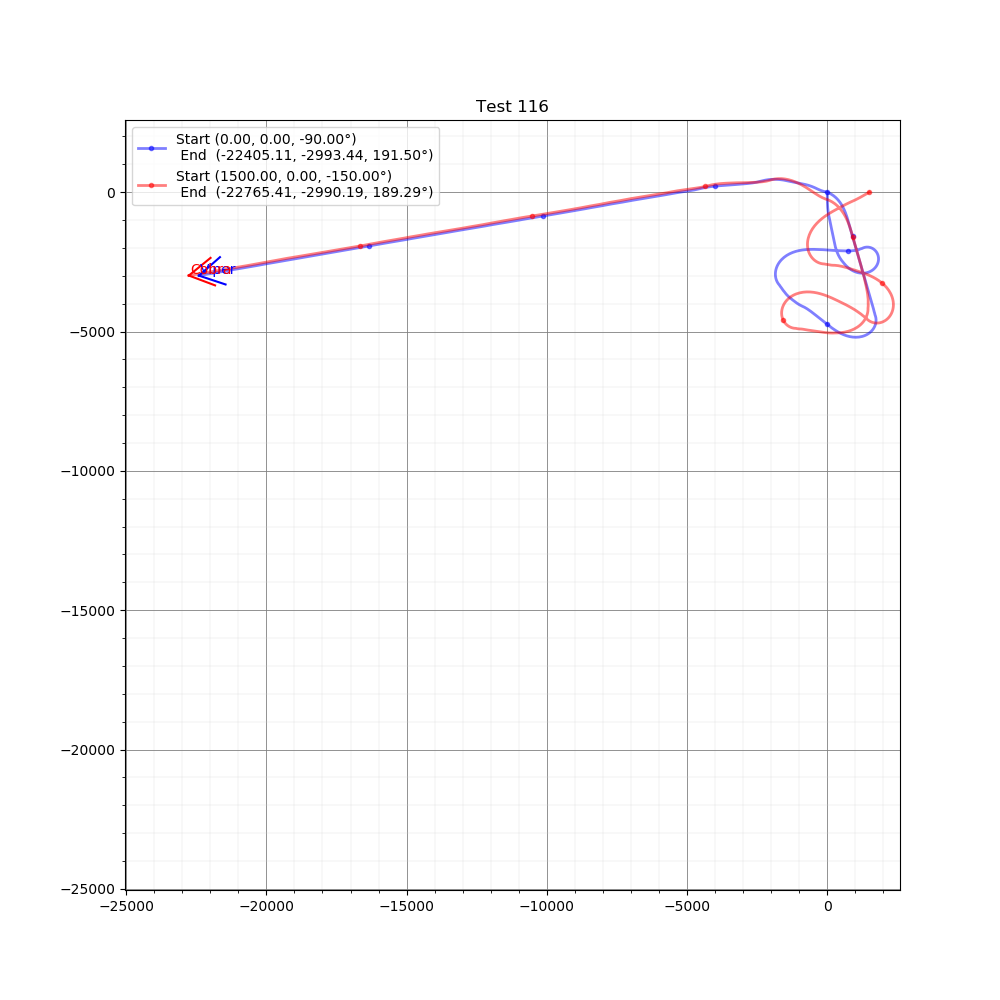 Test 116
Start (0.00, 0.00, -90.00°)
End (-22405.11, -2993.44, 191.50°)
Start (1500.00, 0.00, -150.00°)
End (-22765.41, -2990.19, 189.29°)
0
−5000
−10000
−15000
−20000
−25000
−25000
−20000
−15000
−10000
−5000
0